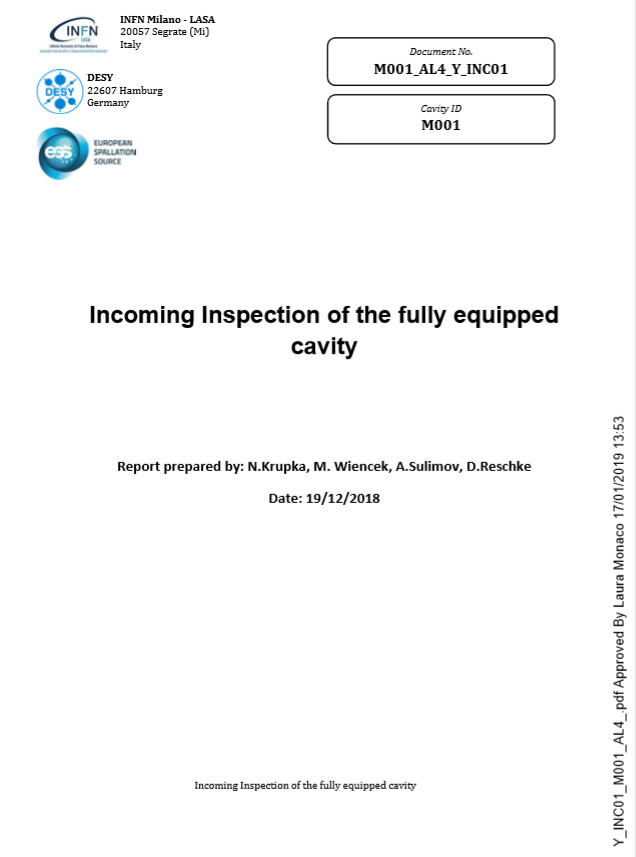 INFN
LASA
INFN Milano - LASA
20057 Segrate (Mi)
Italy
DESY
DESY
22607 Hamburg
Germany
ess
EUROPEAN
SPALLATION
SOURCE
Document No.
M001_AL4_Y_INC01
Cavity ID
M001
Incoming Inspection of the fully equipped
cavity
Report prepared by: N.Krupka, M. Wiencek, A.Sulimov, D.Reschke
Date: 19/12/2018
Incoming Inspection of the fully equipped cavity
Y_INC01_M001_AL4_.pdf Approved By Laura Monaco 17/01/2019 13:53